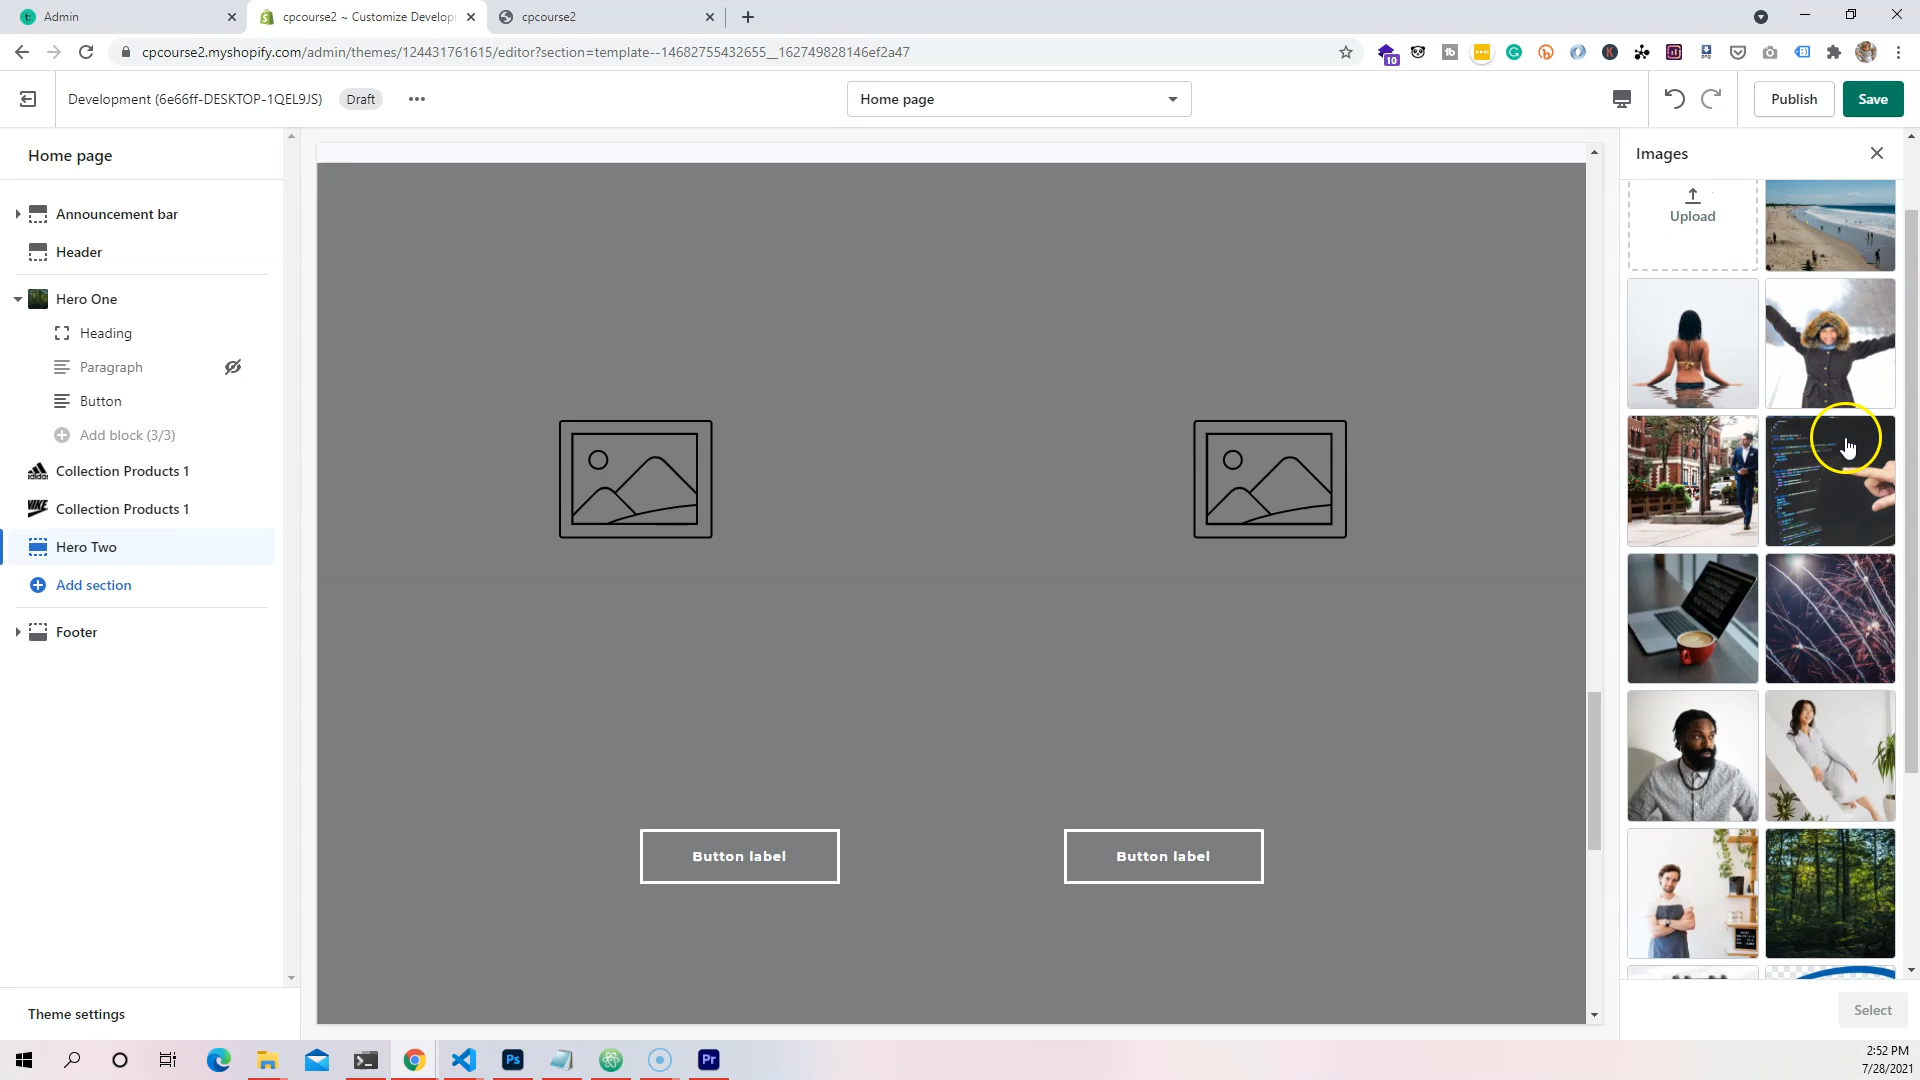 Admin
cpcourse2 ~ Customize Develop
cpcourse2
cpcourse2.myshopify.com/admin/themes/124431761615/editor?section=template--14682755432655__162749828146ef2a47
10
Development (6e66ff-DESKTOP-1QEL9JS)
Draft
Home page
Publish
Save
Home page
Announcement bar
Header
Hero One
Heading
Paragraph
Button
Add block (3/3)
Collection Products 1
Collection Products 1
Hero Two
Add section
Footer
Theme settings
Button label
Button label
Images
Upload
Select
Ps
Pr
2:52 PM
7/28/2021